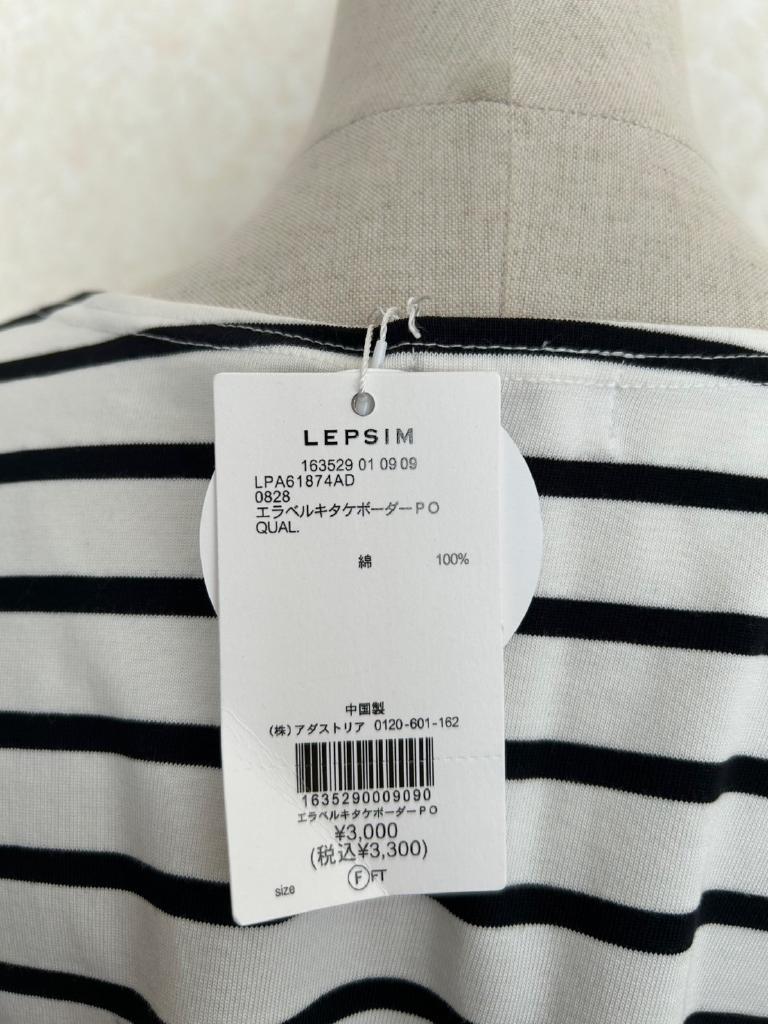 LEPSIM
163529 01 09 09
LPA61874AD
0828
エラベルキタケボーダーPO
QUAL.
綿 100%
中国製
(株)アダストリア 0120-601-162
1635290009090
エラベルキタケボーダーPO
¥3,000
(税込¥3,300)
size Ⓕ FT